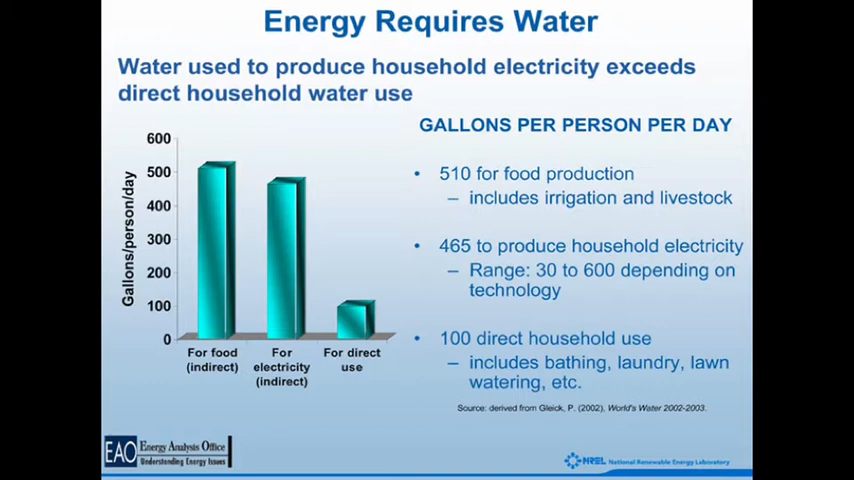 Energy Requires Water
Water used to produce household electricity exceeds
direct household water use
Gallons/person/day
600
500
400
300
200
100
0
For food
(indirect)
For
electricity
(indirect)
For direct
use
GALLONS PER PERSON PER DAY
• 510 for food production
– includes irrigation and livestock
• 465 to produce household electricity
– Range: 30 to 600 depending on
technology
• 100 direct household use
– includes bathing, laundry, lawn
watering, etc.
Source: derived from Gleick, P. (2002), World's Water 2002-2003.
EAO Energy Analysis Office
Understanding Energy Issues
NREL National Renewable Energy Laboratory